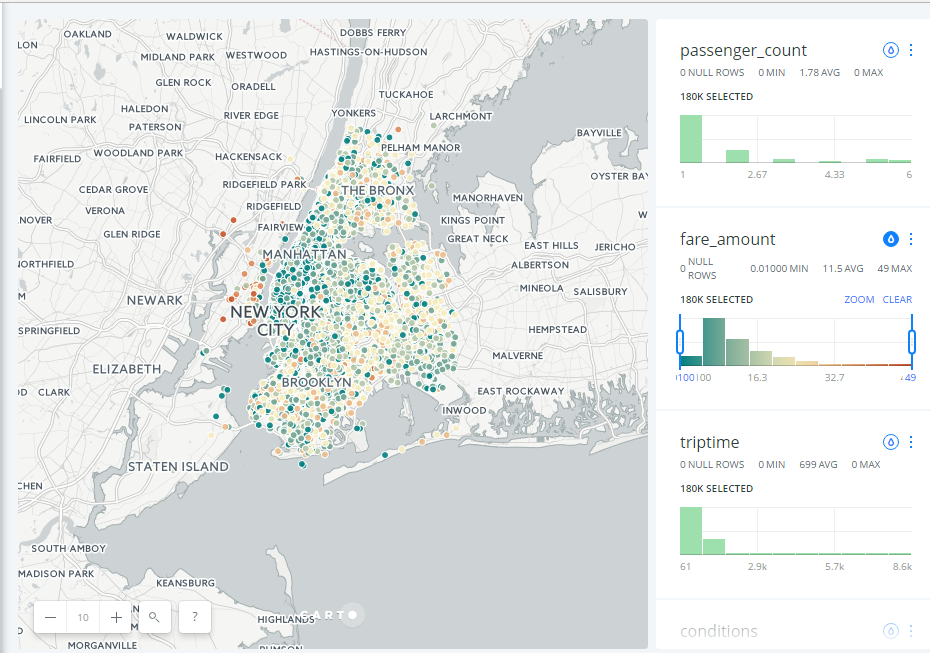 OAKLAND
DOBBS FERRY
WALDWICK
LON
HASTINGS-ON-HUDSON
MIDLAND PARK
WESTWOOD
GLEN ROCK
ORADELL
TUCKAHOE
HALEDON
YONKERS
LARCHMONT
LINCOLN PARK
RIVER EDGE
PATERSON
BAYVILLE
WOODLAND PARK
PELHAM MANOR
FAIRFIELD
HACKENSACK
OYSTER BAY
RIDGEFIELD PARK
THE BRONX
CEDAR GROVE
MANORHAVEN
RIDGEFIELD
VERONA
W
NOVER
KINGS POINT
FAIRVIEW
GLEN RIDGE
GREAT NECK
EAST HILLS
JERICHO
MANHATTAN
NORTHFIELD
ALBERTSON
MINEOLA
SALISBURY
M
NEWARK
NEW YORK
CITY
SPRINGFIELD
HEMPSTEAD
MALVERNE
ELIZABETH
BROOKLYN
D
CLARK
EAST ROCKAWAY
INWOOD
STATEN ISLAND
CHEN
SOUTH AMBOY
MADISON PARK
KEANSBURG
HIGHLANDS
CARTO
− 10 + ?
N
MORGANVILLE
RUMSON
passenger_count
0 NULL ROWS 0 MIN 1.78 AVG 0 MAX
180K SELECTED
1 2.67 4.33 6
fare_amount
0 NULL ROWS 0.01000 MIN 11.5 AVG 49 MAX
180K SELECTED ZOOM CLEAR
16.3 32.7 49
triptime
0 NULL ROWS 0 MIN 699 AVG 0 MAX
180K SELECTED
61 2.9k 5.7k 8.6k
conditions